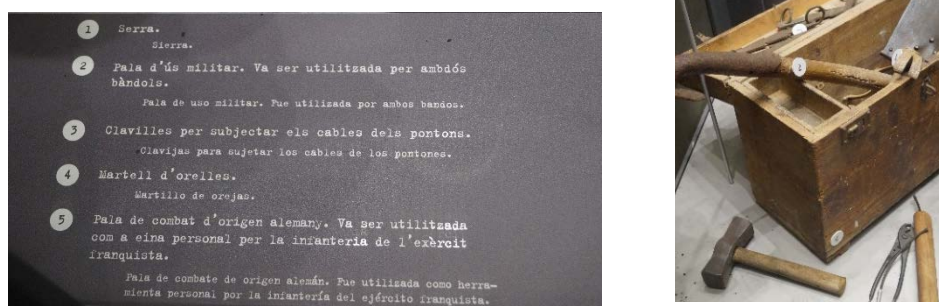 1 Serra.
Sierra.
2 Pala d'ús militar. Va ser utilitzada per ambdós
bàndols.
Pala de uso militar. Fue utilizada por ambos bandos.
3 Clavilles per subjectar els cables dels pontons.
Clavijas para sujetar los cables de los pontones.
4 Martell d'orelles.
Martillo de orejas.
5 Pala de combat d'origen alemany. Va ser utilitzada
com a eina personal per la infanteria de l'exèrcit
franquista.
Pala de combate de origen alemán. Fue utilizada como herra-
mienta personal por la infantería del ejército franquista.